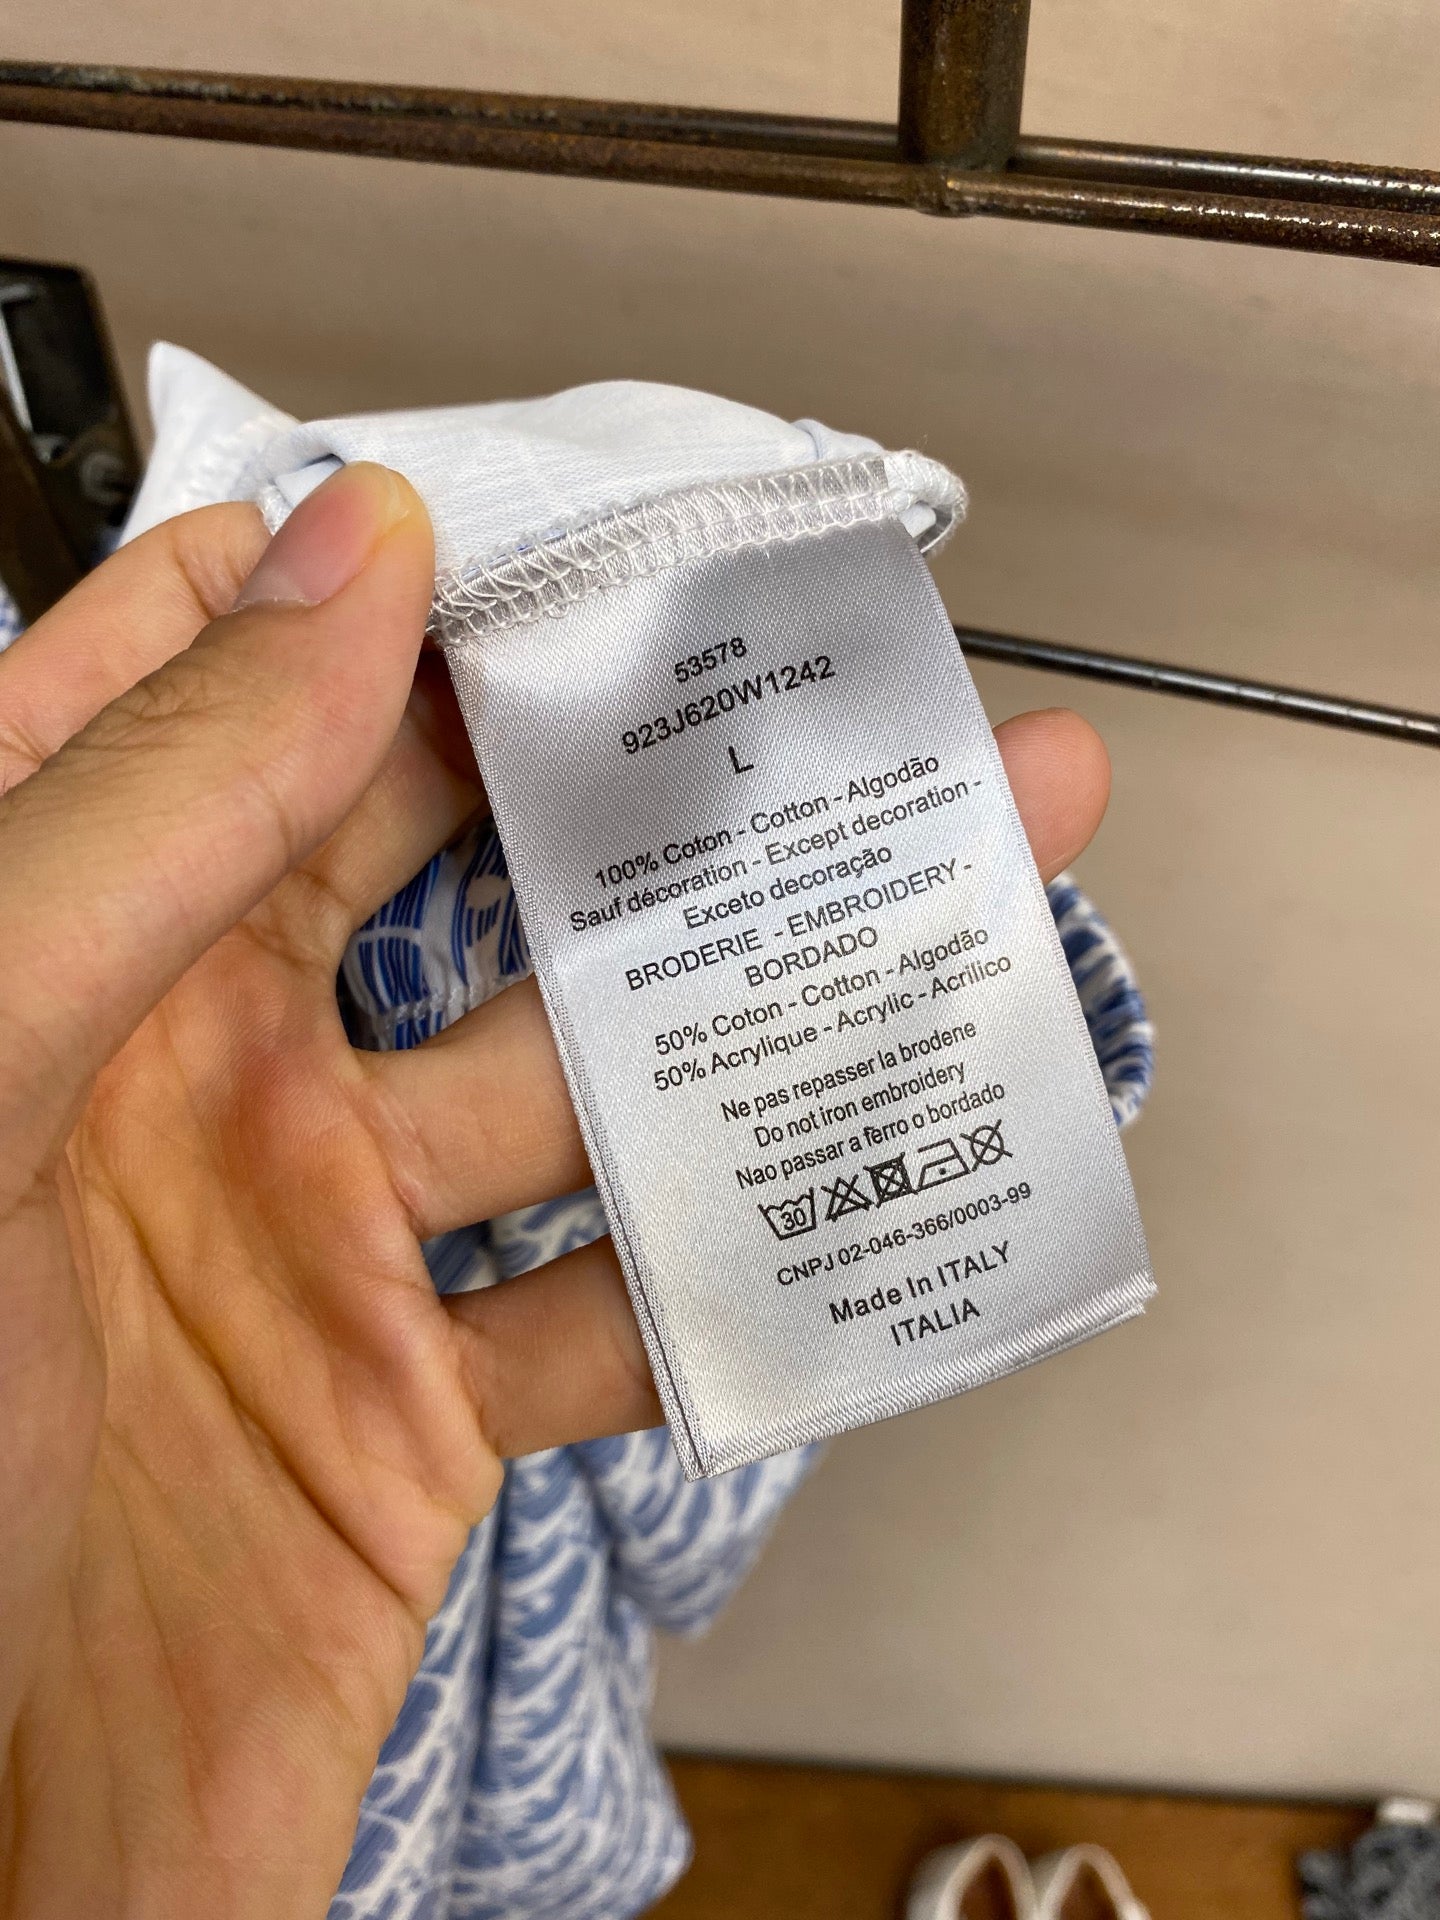 53578
923J620W1242
L
100% Coton - Cotton - Algodão
Sauf décoration - Except decoration -
Exceto decoração
BRODERIE - EMBROIDERY -
BORDADO
50% Coton - Cotton - Algodão
50% Acrylique - Acrylic - Acrilico
Ne pas repasser la brodene
Do not iron embroidery
Nao passar a ferro o bordado
30
CNPJ 02-046-366/0003-99
Made In ITALY
ITALIA